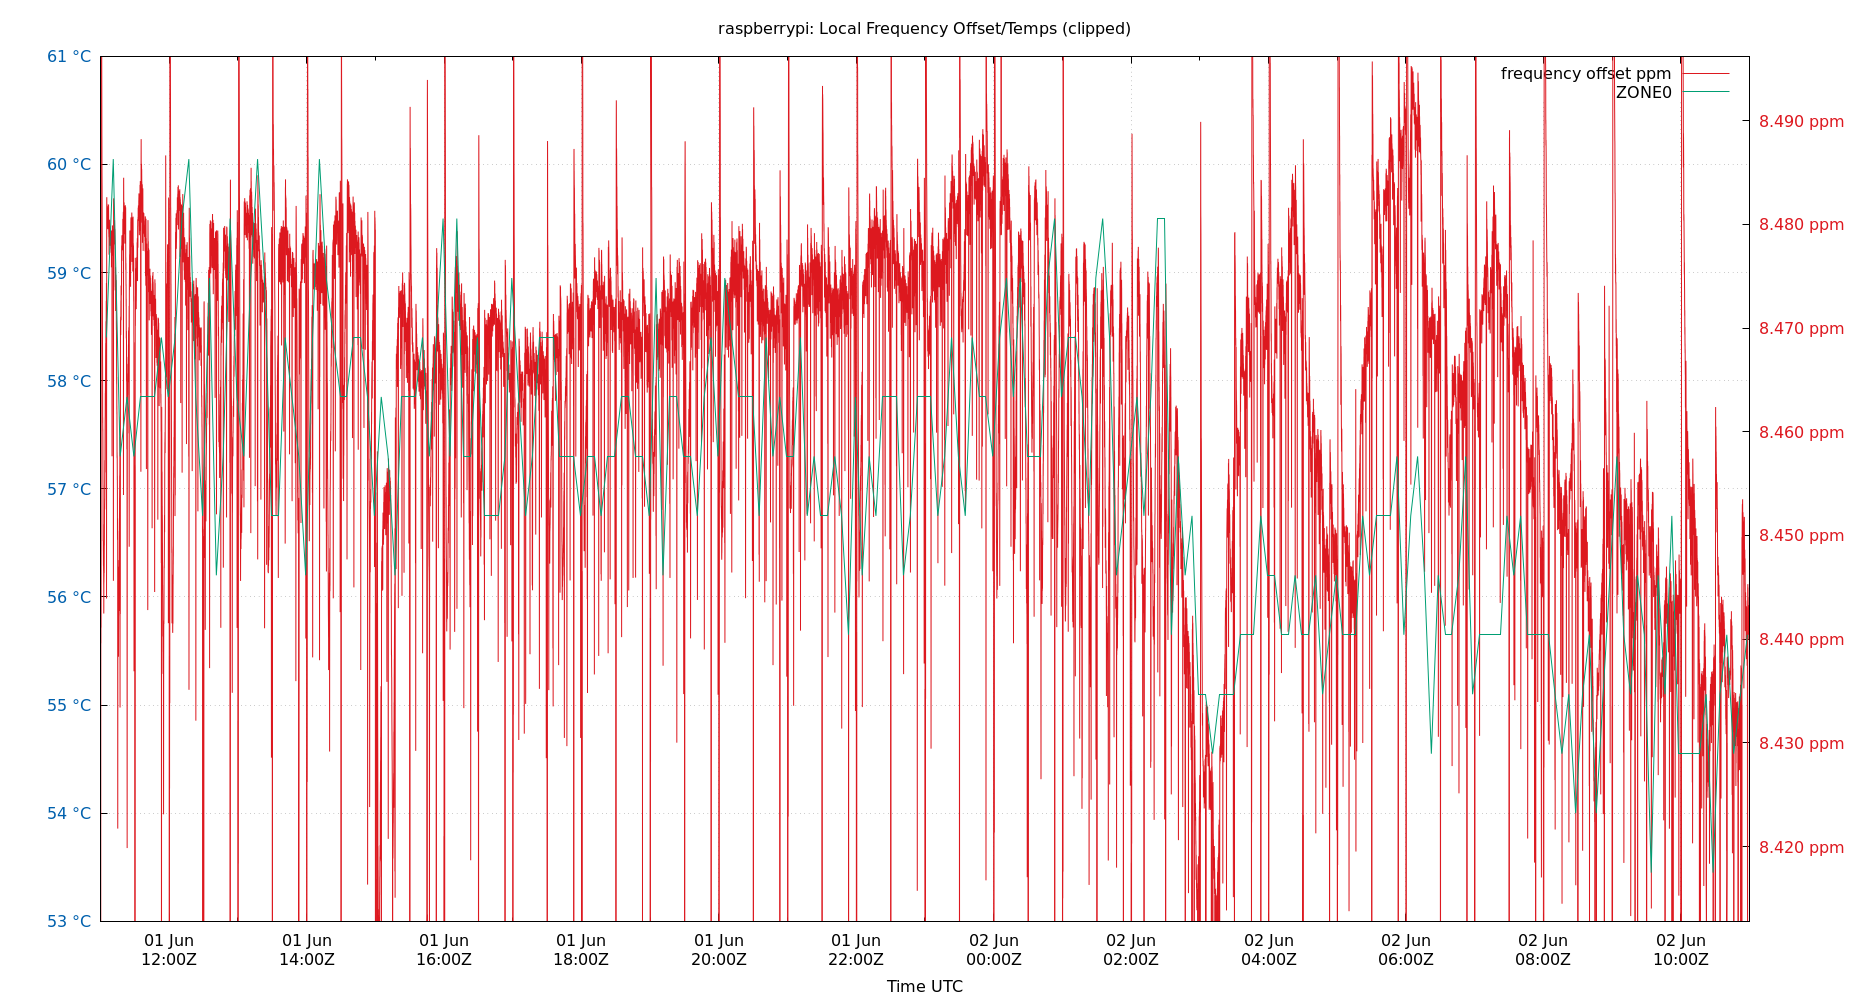 raspberrypi: Local Frequency Offset/Temps (clipped)
61 °C
60 °C
59 °C
58 °C
57 °C
56 °C
55 °C
54 °C
53 °C
frequency offset ppm
ZONE0
8.490 ppm
8.480 ppm
8.470 ppm
8.460 ppm
8.450 ppm
8.440 ppm
8.430 ppm
8.420 ppm
01 Jun 01 Jun 01 Jun 01 Jun 01 Jun 01 Jun 02 Jun 02 Jun 02 Jun 02 Jun 02 Jun 02 Jun
12:00Z 14:00Z 16:00Z 18:00Z 20:00Z 22:00Z 00:00Z 02:00Z 04:00Z 06:00Z 08:00Z 10:00Z
Time UTC